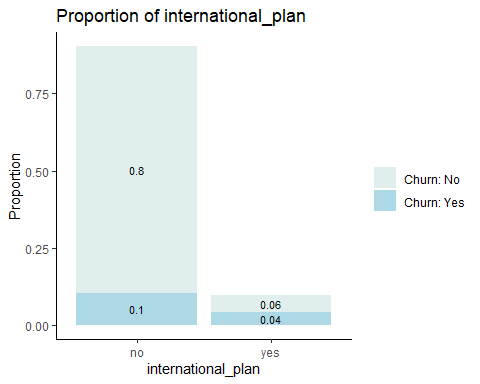 Proportion of international_plan
Proportion
0.75
0.50
0.25
0.00
0.8
0.1
0.06
0.04
no
yes
international_plan
Churn: No
Churn: Yes